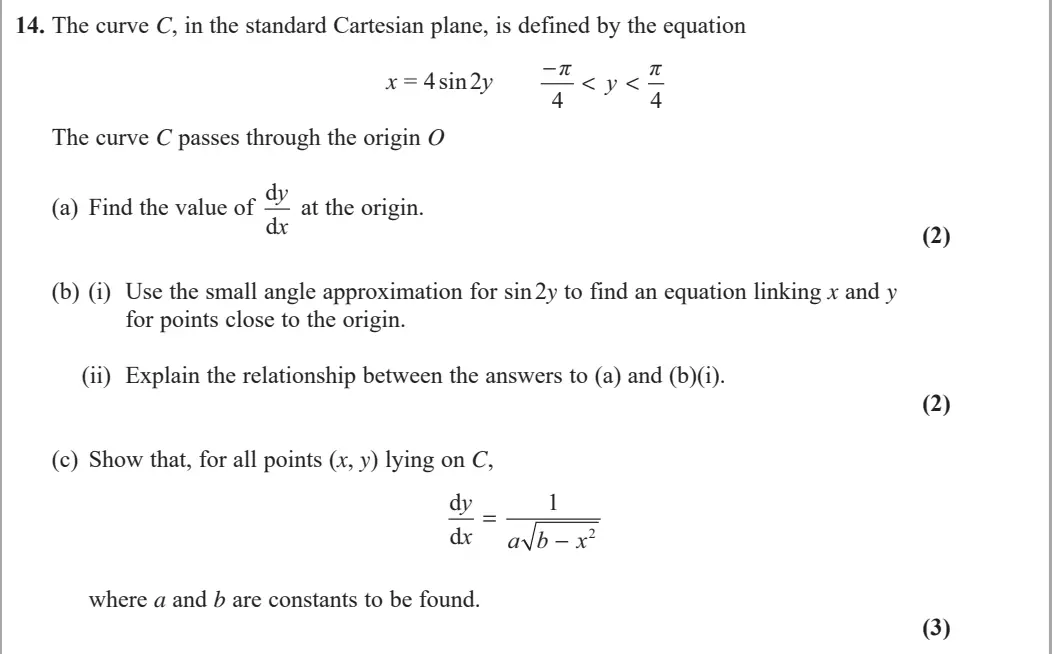 14. The curve C, in the standard Cartesian plane, is defined by the equation
x = 4 sin 2y    −π/4 < y < π/4
The curve C passes through the origin O
(a) Find the value of dy/dx at the origin.
(2)
(b) (i) Use the small angle approximation for sin 2y to find an equation linking x and y
for points close to the origin.
(ii) Explain the relationship between the answers to (a) and (b)(i).
(2)
(c) Show that, for all points (x, y) lying on C,
dy/dx = 1/(a√(b − x²))
where a and b are constants to be found.
(3)